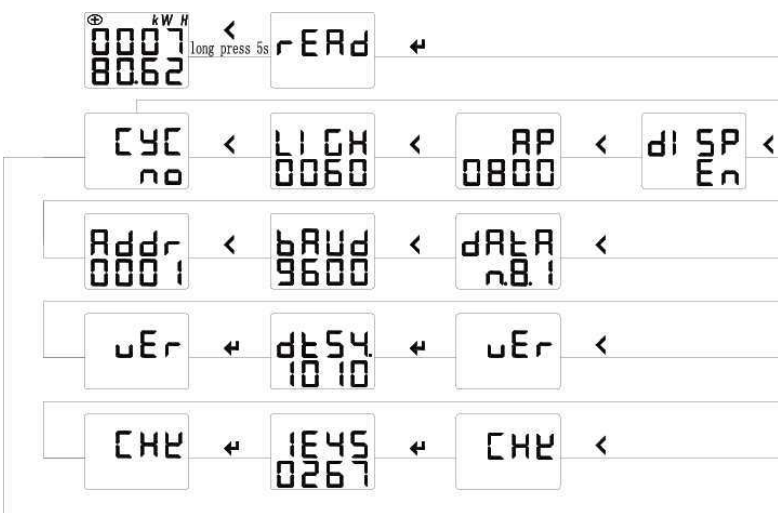 ⊕ kW H
0007
80.62
<
long press 5s
rEAd
↵
CYC
no
<
LIGH
0060
<
AP
0800
<
dISP
En
<
Addr
0001
<
bAUd
9600
<
dAtA
n.8.1
<
uEr
↵
dtS4.
1010
↵
uEr
<
CHK
↵
1E45
0267
↵
CHK
<